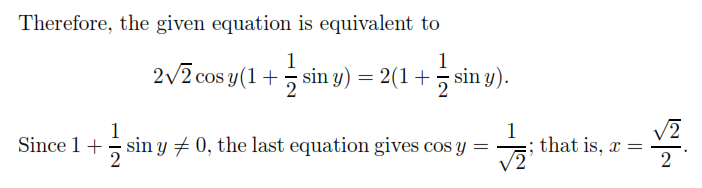 Therefore, the given equation is equivalent to
2√2 cos y(1 + 1/2 sin y) = 2(1 + 1/2 sin y).
Since 1 + 1/2 sin y ≠ 0, the last equation gives cos y = 1/√2; that is, x = √2/2.